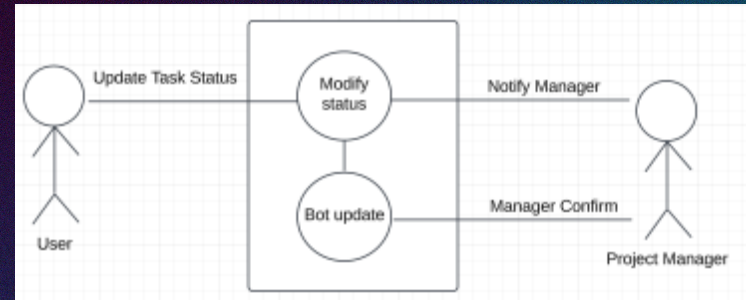 Update Task Status
Modify
status
Notify Manager
Bot update
Manager Confirm
User
Project Manager